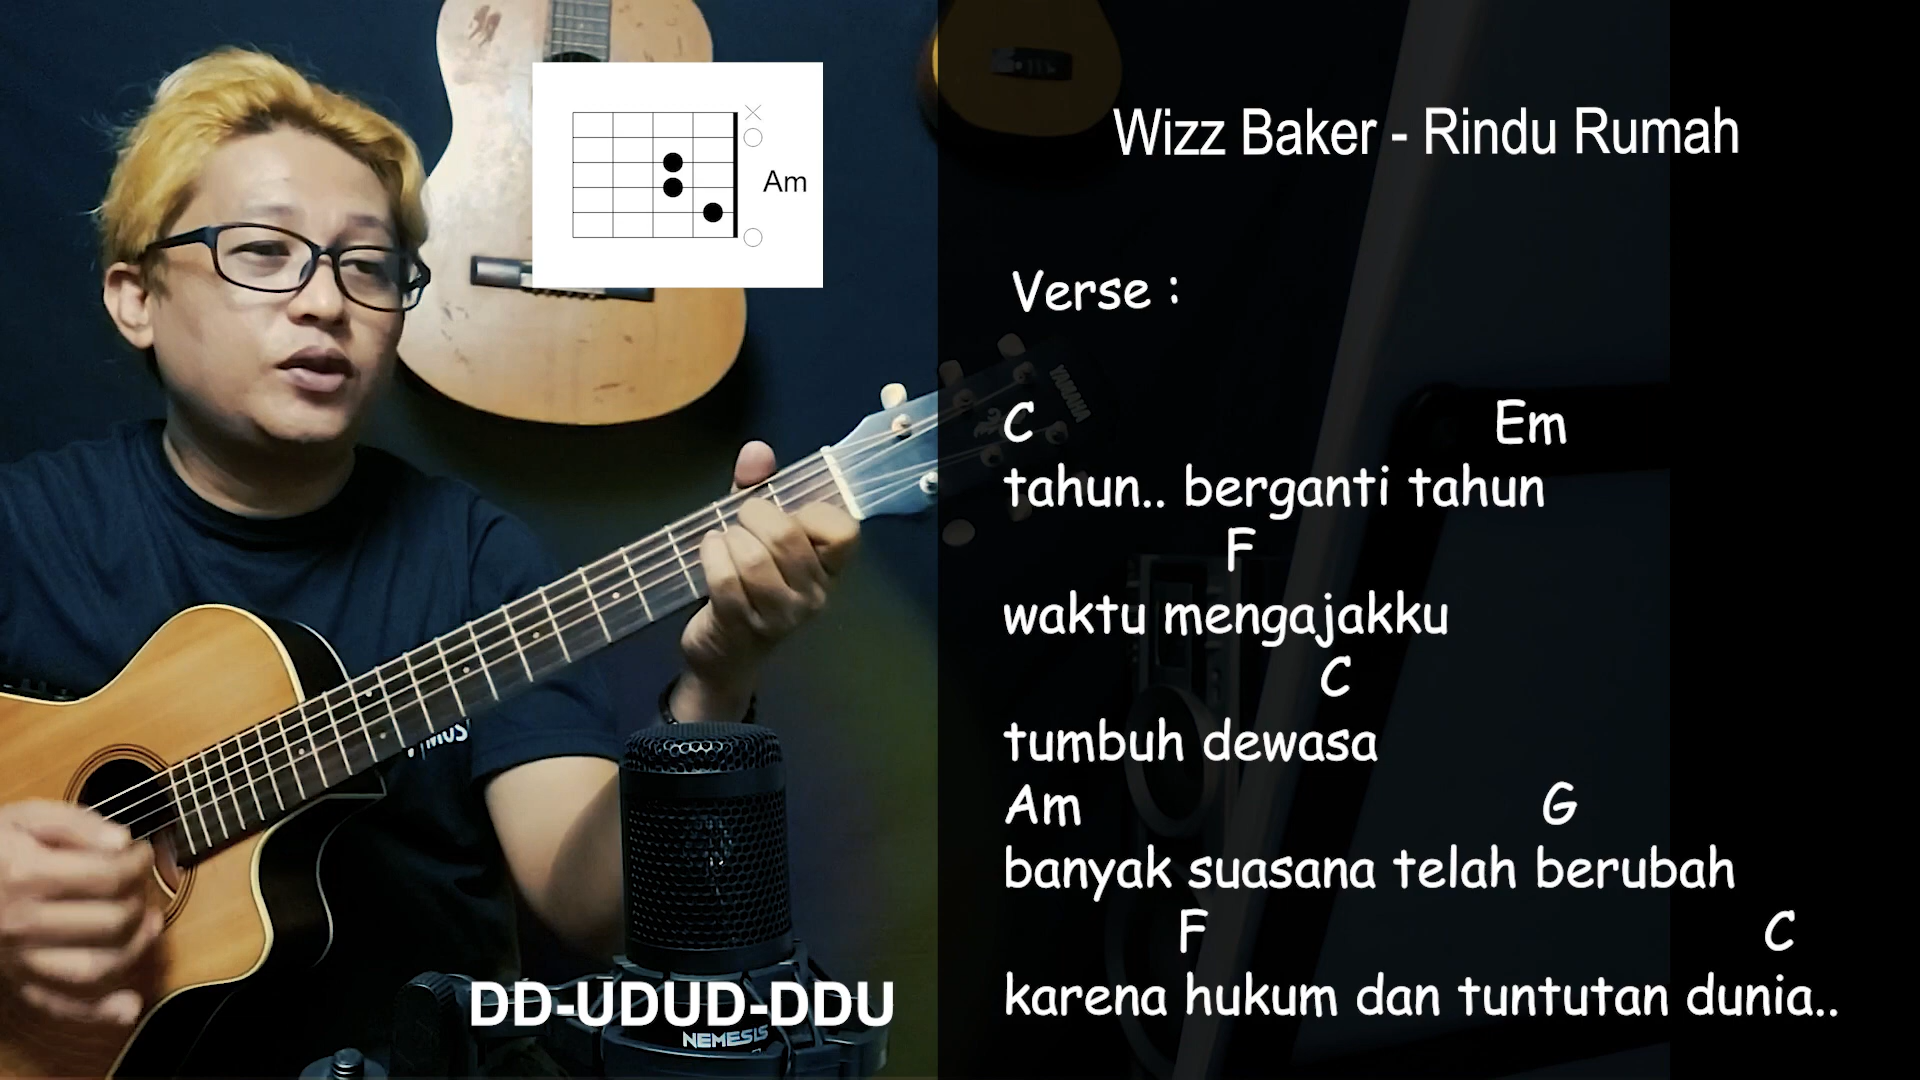 Wizz Baker - Rindu Rumah
Verse :
C Em
tahun.. berganti tahun
F
waktu mengajakku
C
tumbuh dewasa
Am G
banyak suasana telah berubah
F C
karena hukum dan tuntutan dunia..
Am
YAMAHA
DD-UDUD-DDU
NEMESIS